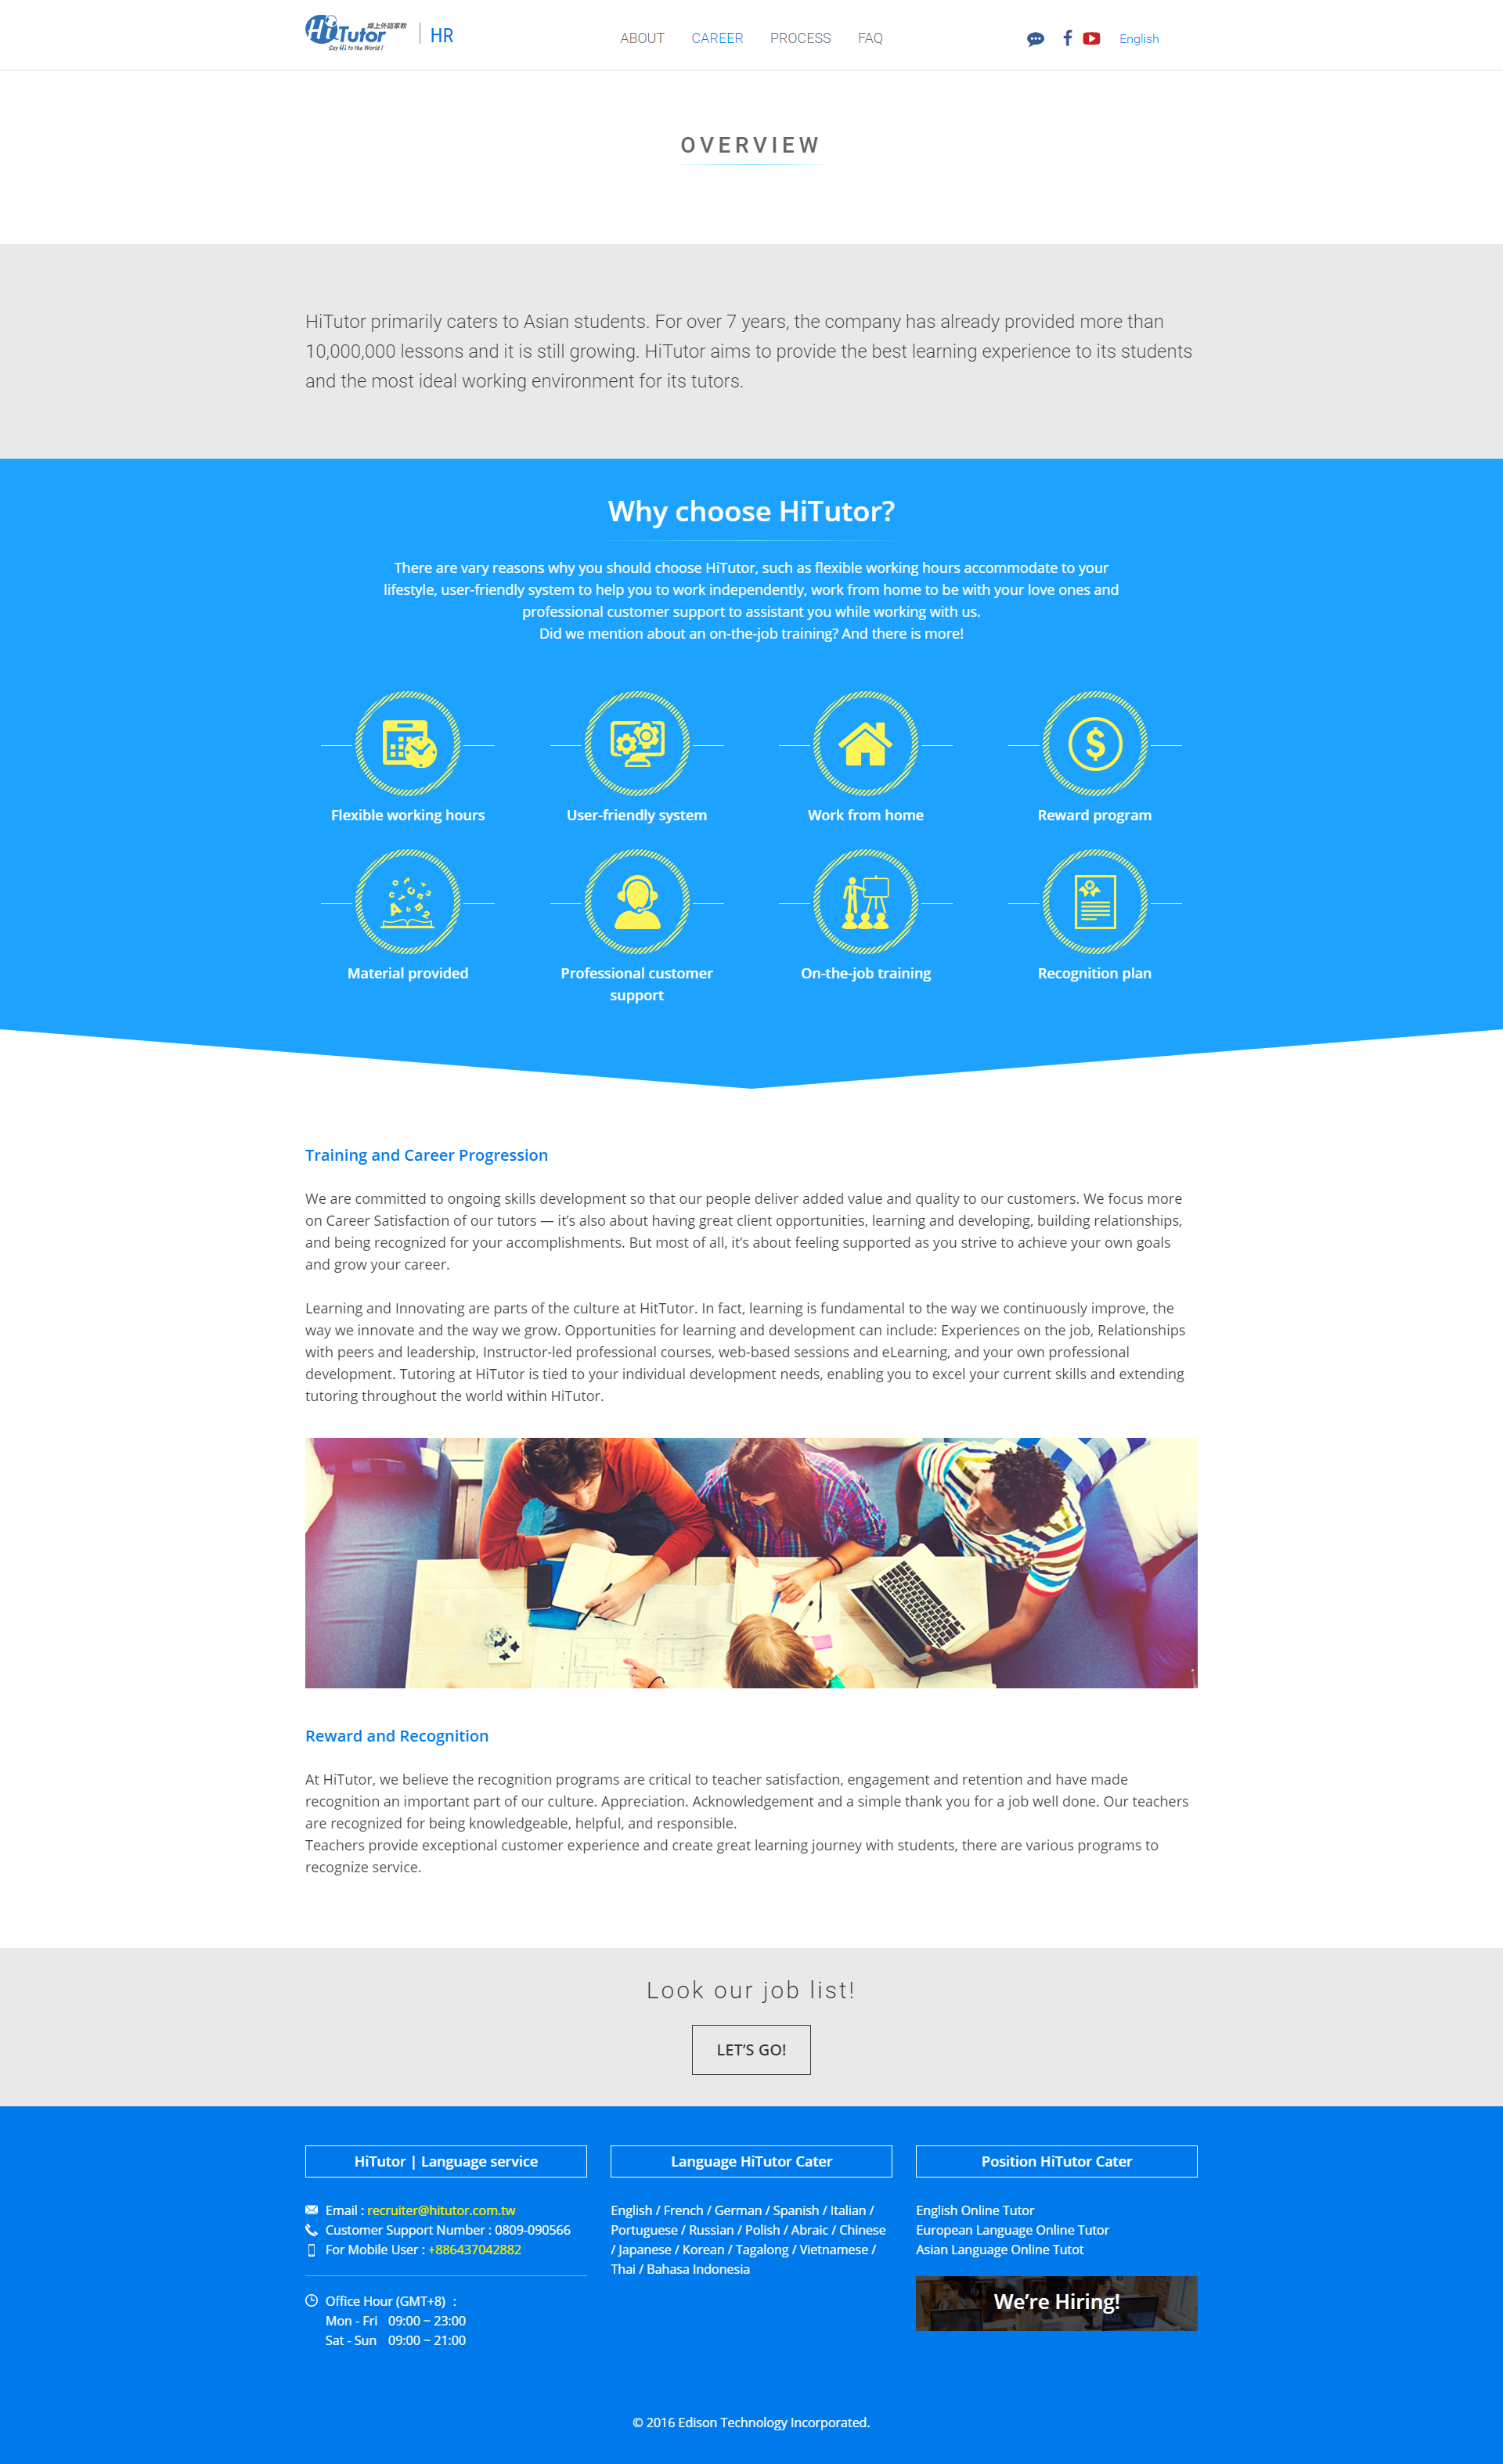 HiTutor 線上外語家教
Say Hi to the World !
HR
ABOUT CAREER PROCESS FAQ
English
OVERVIEW
HiTutor primarily caters to Asian students. For over 7 years, the company has already provided more than
10,000,000 lessons and it is still growing. HiTutor aims to provide the best learning experience to its students
and the most ideal working environment for its tutors.
Why choose HiTutor?
There are vary reasons why you should choose HiTutor, such as flexible working hours accommodate to your
lifestyle, user-friendly system to help you to work independently, work from home to be with your love ones and
professional customer support to assistant you while working with us.
Did we mention about an on-the-job training? And there is more!
Flexible working hours
User-friendly system
Work from home
Reward program
Material provided
Professional customer
support
On-the-job training
Recognition plan
Training and Career Progression
We are committed to ongoing skills development so that our people deliver added value and quality to our customers. We focus more
on Career Satisfaction of our tutors — it’s also about having great client opportunities, learning and developing, building relationships,
and being recognized for your accomplishments. But most of all, it’s about feeling supported as you strive to achieve your own goals
and grow your career.
Learning and Innovating are parts of the culture at HitTutor. In fact, learning is fundamental to the way we continuously improve, the
way we innovate and the way we grow. Opportunities for learning and development can include: Experiences on the job, Relationships
with peers and leadership, Instructor-led professional courses, web-based sessions and eLearning, and your own professional
development. Tutoring at HiTutor is tied to your individual development needs, enabling you to excel your current skills and extending
tutoring throughout the world within HiTutor.
Reward and Recognition
At HiTutor, we believe the recognition programs are critical to teacher satisfaction, engagement and retention and have made
recognition an important part of our culture. Appreciation. Acknowledgement and a simple thank you for a job well done. Our teachers
are recognized for being knowledgeable, helpful, and responsible.
Teachers provide exceptional customer experience and create great learning journey with students, there are various programs to
recognize service.
Look our job list!
LET’S GO!
HiTutor | Language service
Email : recruiter@hitutor.com.tw
Customer Support Number : 0809-090566
For Mobile User : +886437042882
Office Hour (GMT+8) :
Mon - Fri 09:00 ~ 23:00
Sat - Sun 09:00 ~ 21:00
Language HiTutor Cater
English / French / German / Spanish / Italian /
Portuguese / Russian / Polish / Abraic / Chinese
/ Japanese / Korean / Tagalong / Vietnamese /
Thai / Bahasa Indonesia
Position HiTutor Cater
English Online Tutor
European Language Online Tutor
Asian Language Online Tutot
We’re Hiring!
© 2016 Edison Technology Incorporated.